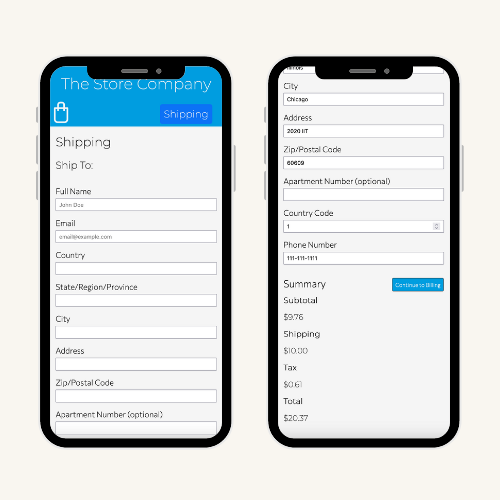 The Store Company
Shipping
Shipping
Ship To:
Full Name
John Doe
Email
email@example.com
Country
State/Region/Province
City
Address
Zip/Postal Code
Apartment Number (optional)
Illinois
City
Chicago
Address
2020 IIT
Zip/Postal Code
60609
Apartment Number (optional)
Country Code
1
Phone Number
111-111-1111
Summary
Continue to Billing
Subtotal
$9.76
Shipping
$10.00
Tax
$0.61
Total
$20.37